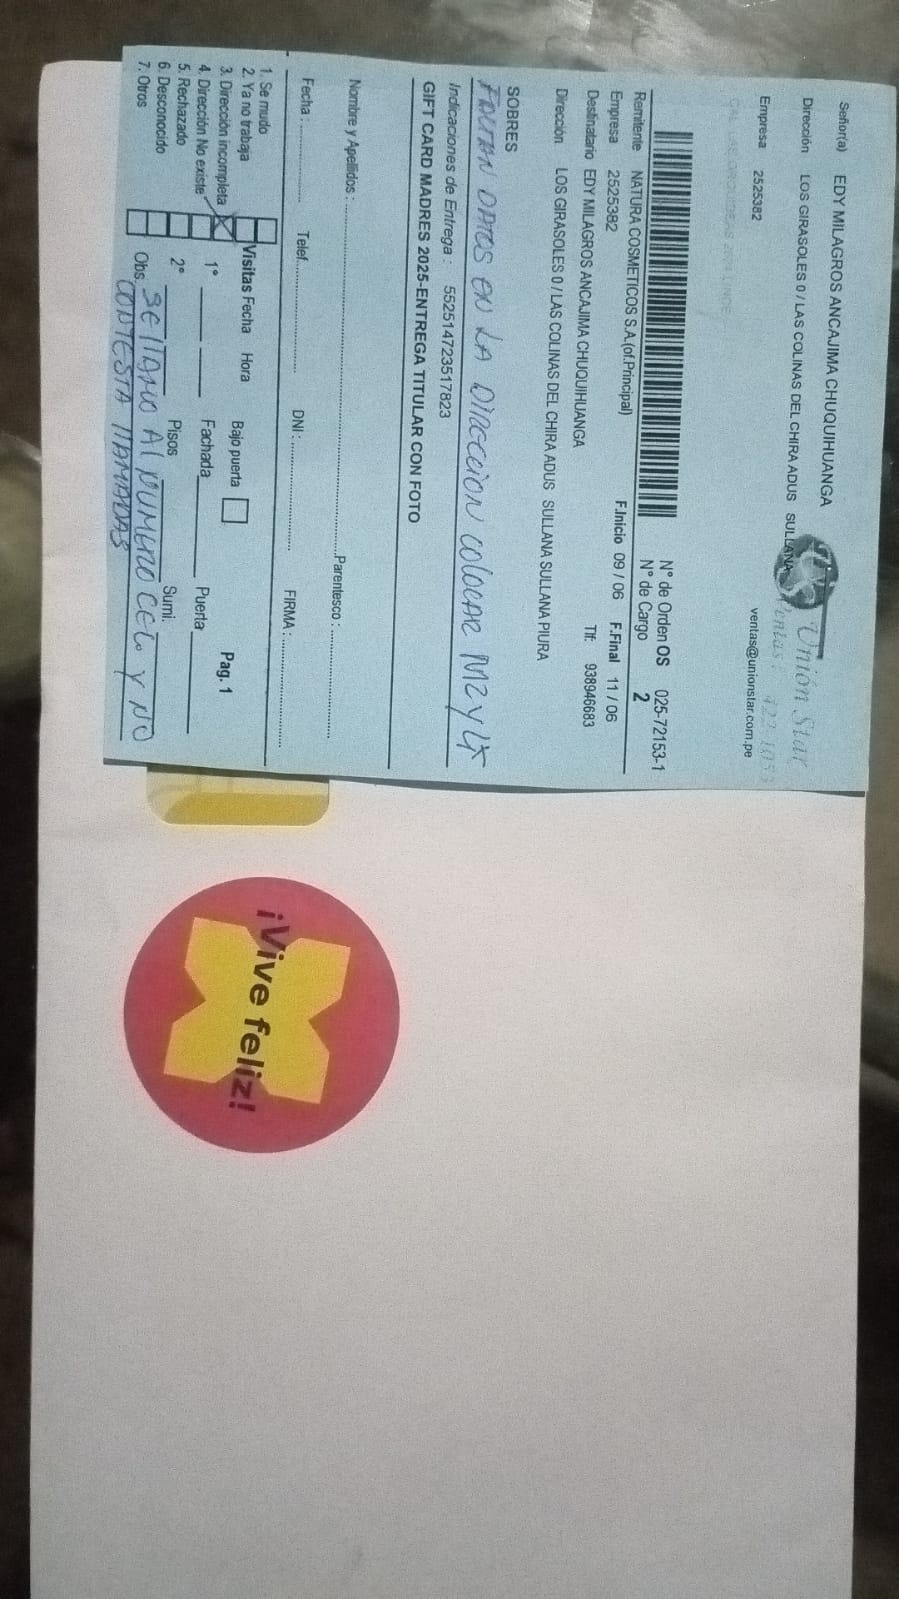 Señor(a) EDY MILAGROS ANCAJIMA CHUQUIHUANGA
Dirección LOS GIRASOLES 0 / LAS COLINAS DEL CHIRA ADUS SULLANA
Empresa 2525382
Unión Star
Ventas:
ventas@unionstar.com.pe
N° de Orden OS 025-72153-1
N° de Cargo 2
Remitente NATURA COSMETICOS S.A.(of.Principal)
Empresa 2525382 F.Inicio 09 / 06 F.Final 11 / 06
Destinatario EDY MILAGROS ANCAJIMA CHUQUIHUANGA Tlf: 938946683
Dirección LOS GIRASOLES 0 / LAS COLINAS DEL CHIRA ADUS SULLANA SULLANA PIURA
SOBRES
FALTAN DATOS EN LA DIRECCION COLOCAR MZ Y LT
Indicaciones de Entrega : 552514723517823
GIFT CARD MADRES 2025-ENTREGA TITULAR CON FOTO
Nombre y Apellidos : Parentesco :
Fecha : Telef. DNI : FIRMA :
1. Se mudo
2. Ya no trabaja
3. Dirección incompleta
4. Dirección No existe
5. Rechazado
6. Desconocido
7. Otros
Visitas Fecha Hora Bajo puerta Pag. 1
1° Fachada Puerta
2° Pisos Sumi.
Obs. SE LLAMO AL NUMERO CEL. Y NO
CONTESTA LLAMADAS
¡Vive feliz!